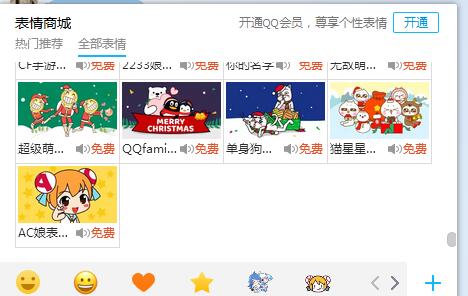 表情商城
开通QQ会员，尊享个性表情 开通
热门推荐 全部表情
CF手游... 免费 2233娘... 免费 你的名字 免费 无敌萌... 免费
MERRY
CHRISTMAS
超级萌... 免费 QQfami... 免费 单身狗... 免费 猫星星... 免费
A
AC娘表... 免费